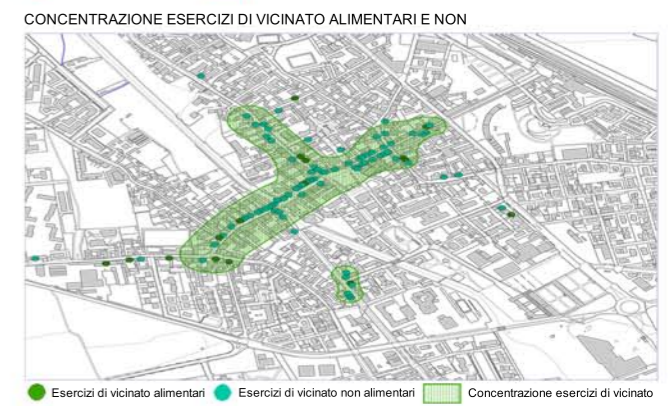 CONCENTRAZIONE ESERCIZI DI VICINATO ALIMENTARI E NON
Esercizi di vicinato alimentari Esercizi di vicinato non alimentari Concentrazione esercizi di vicinato